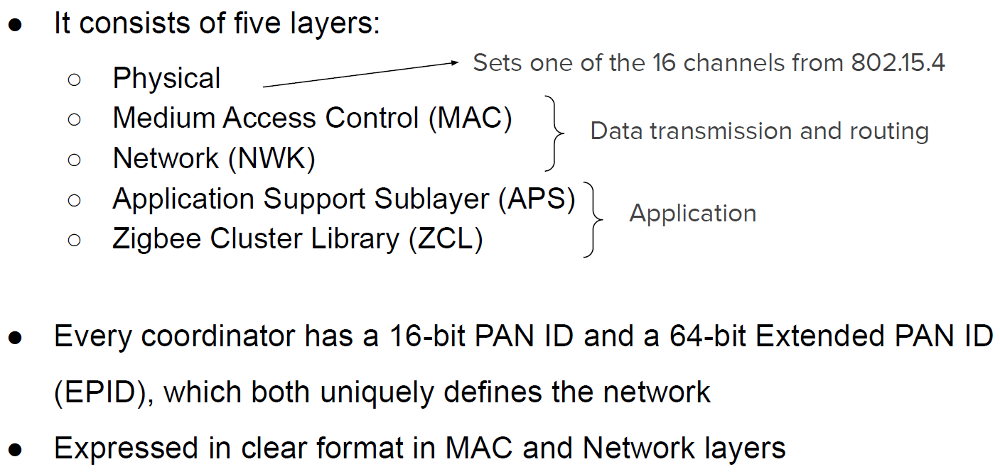 ● It consists of five layers:
○ Physical
Sets one of the 16 channels from 802.15.4
○ Medium Access Control (MAC)
○ Network (NWK)
Data transmission and routing
○ Application Support Sublayer (APS)
○ Zigbee Cluster Library (ZCL)
Application
● Every coordinator has a 16-bit PAN ID and a 64-bit Extended PAN ID
(EPID), which both uniquely defines the network
● Expressed in clear format in MAC and Network layers